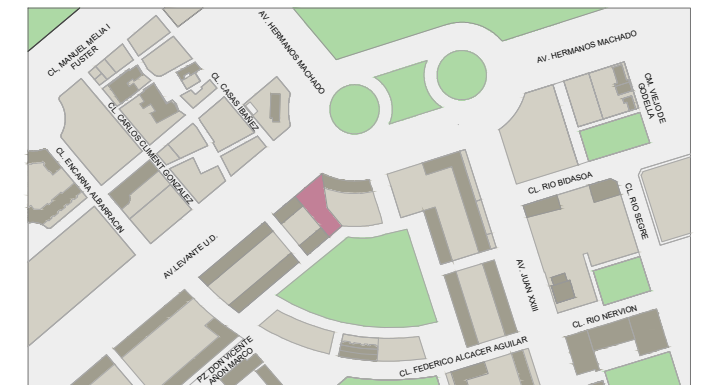 AV. HERMANOS MACHADO
AV. HERMANOS MACHADO
CL. MANUEL MELIA I
FUSTER
CL. CASAS IBAÑEZ
CM. VIEJO DE
GODELLA
CL. CARLOS CLIMENT GONZALEZ
CL. ENCARNA ALBARRACIN
CL. RIO BIDASOA
CL. RIO SEGRE
AV.LEVANTE U.D.
AV. JUAN XXIII
CL. RIO NERVION
PZ. DON VICENTE
AÑON MARCO
CL. FEDERICO ALCACER AGUILAR